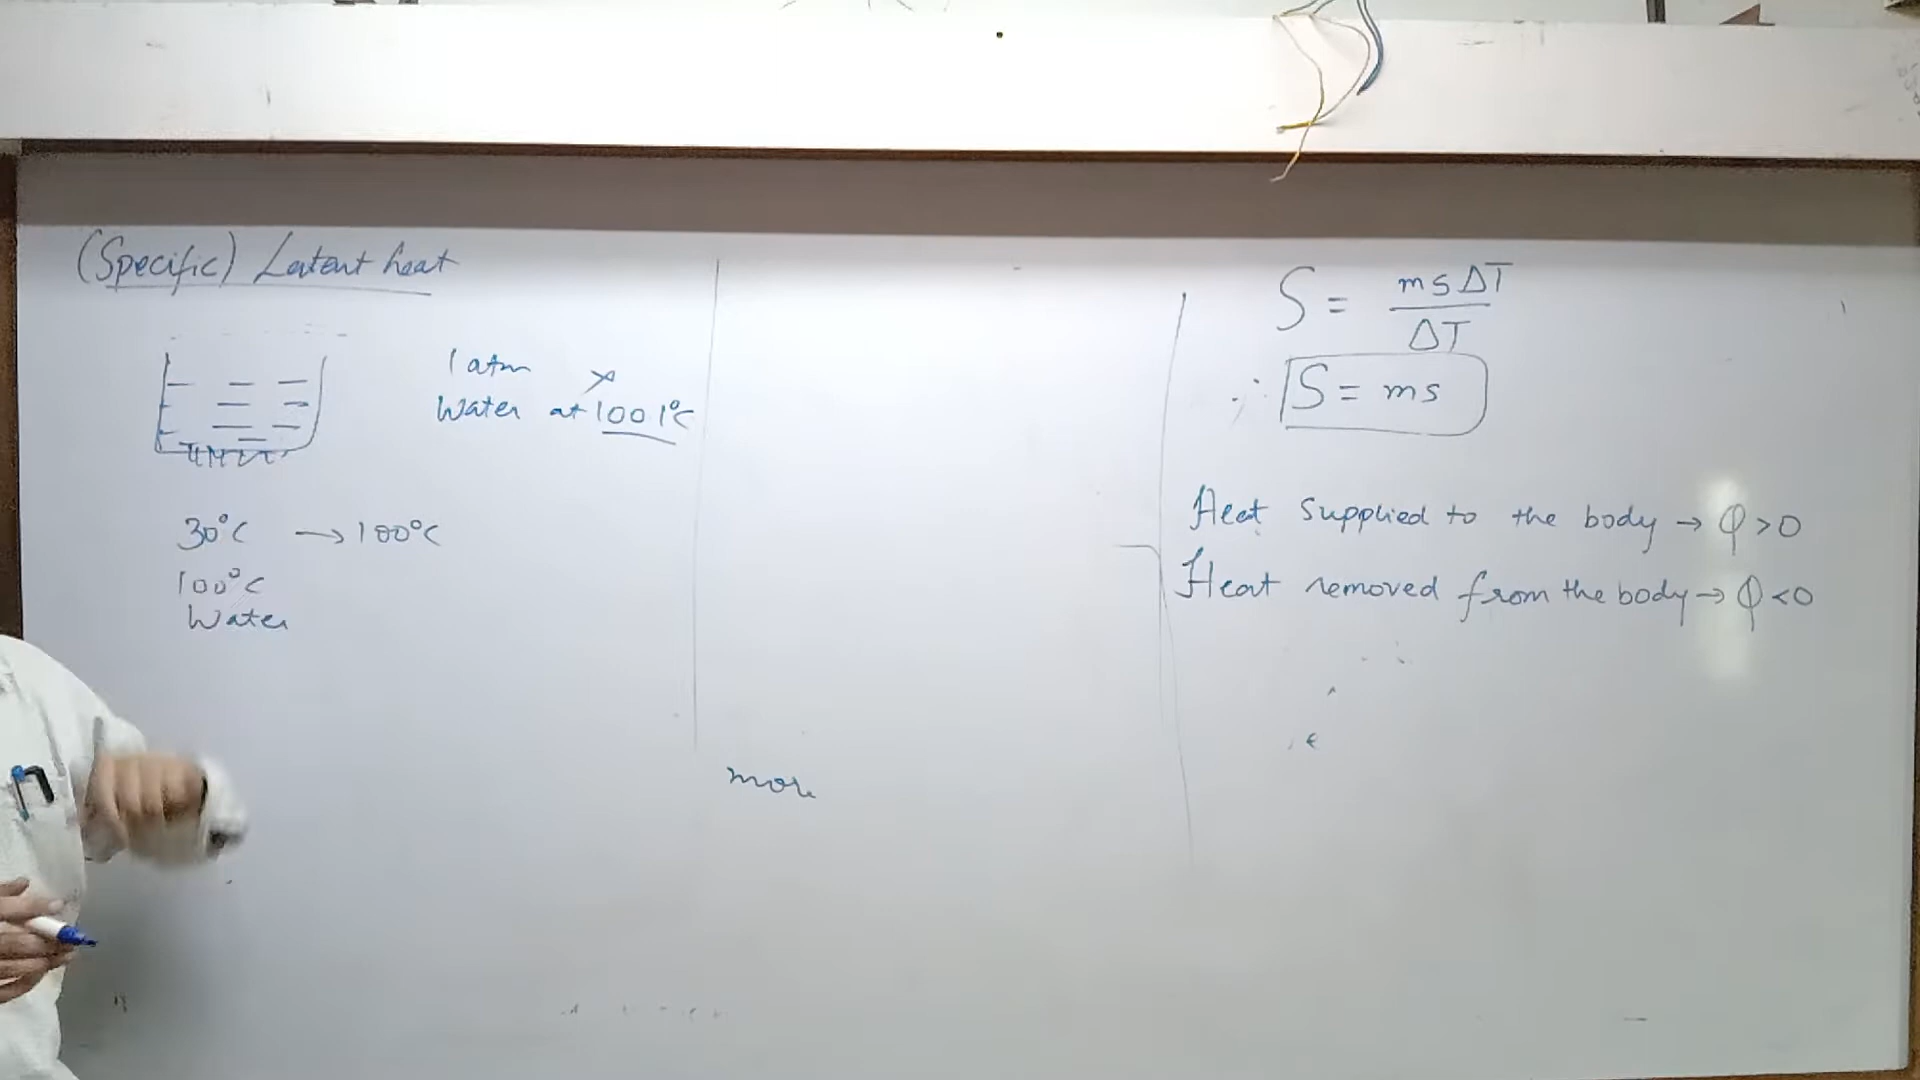 (Specific) Latent heat
1 atm
Water at 100 1°C
30°C → 100°C
100°C
Water
more
S = msΔT / ΔT
∴ S = ms
Heat supplied to the body → Q > 0
Heat removed from the body → Q < 0